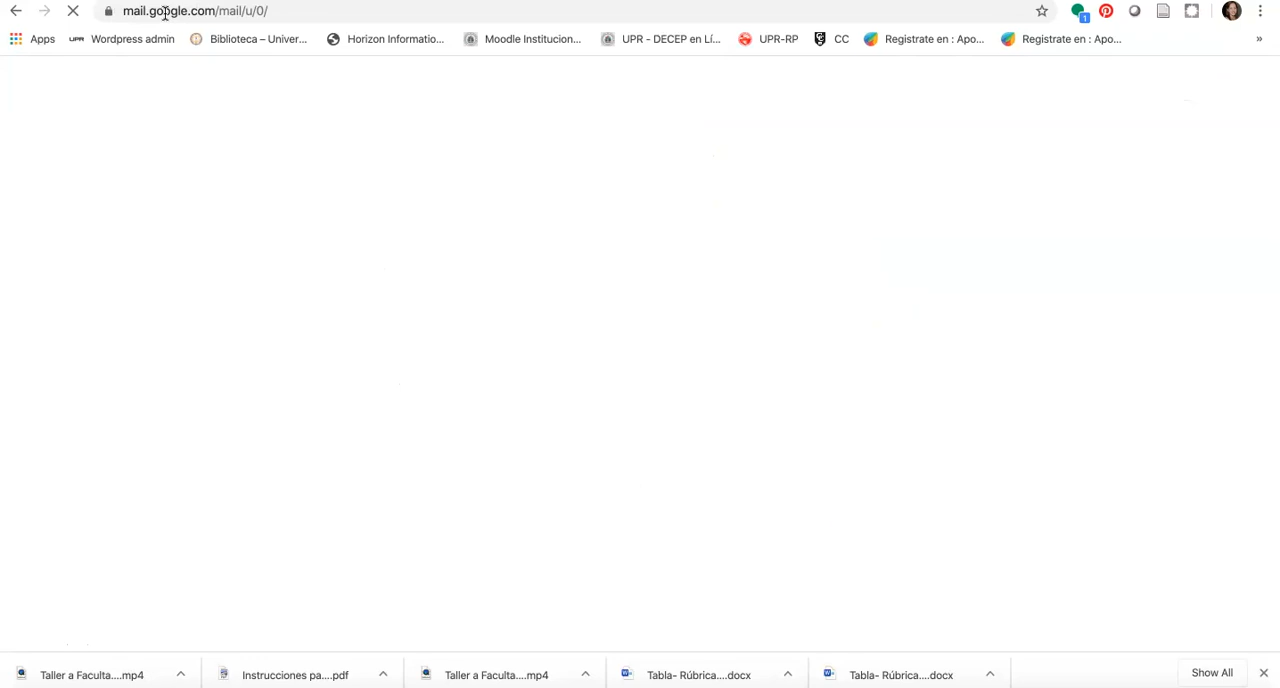 mail.google.com/mail/u/0/
1
Apps UPR Wordpress admin Biblioteca – Univer... Horizon Informatio... Moodle Institucion... UPR - DECEP en Lí... UPR-RP CC Registrate en : Apo... Registrate en : Apo... »
Taller a Faculta....mp4 Instrucciones pa....pdf Taller a Faculta....mp4 Tabla- Rúbrica....docx Tabla- Rúbrica....docx Show All